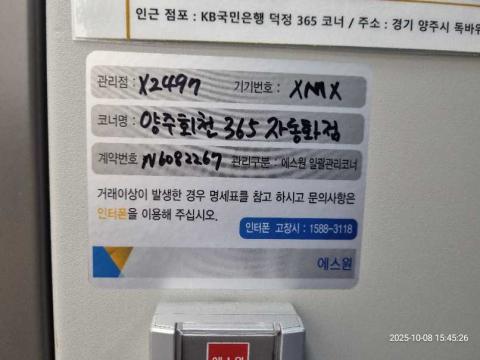 인근 점포 : KB국민은행 덕정 365 코너 / 주소 : 경기 양주시 독바위
관리점 : X2497 기기번호 : XMX
코너명 : 양주회천 365 자동화점
계약번호 N6082267 관리구분 : 에스원 일괄관리코너
거래이상이 발생한 경우 명세표를 참고 하시고 문의사항은
인터폰을 이용해 주십시오.
인터폰 고장시 : 1588-3118
에스원
에스원
2025-10-08 15:45:26